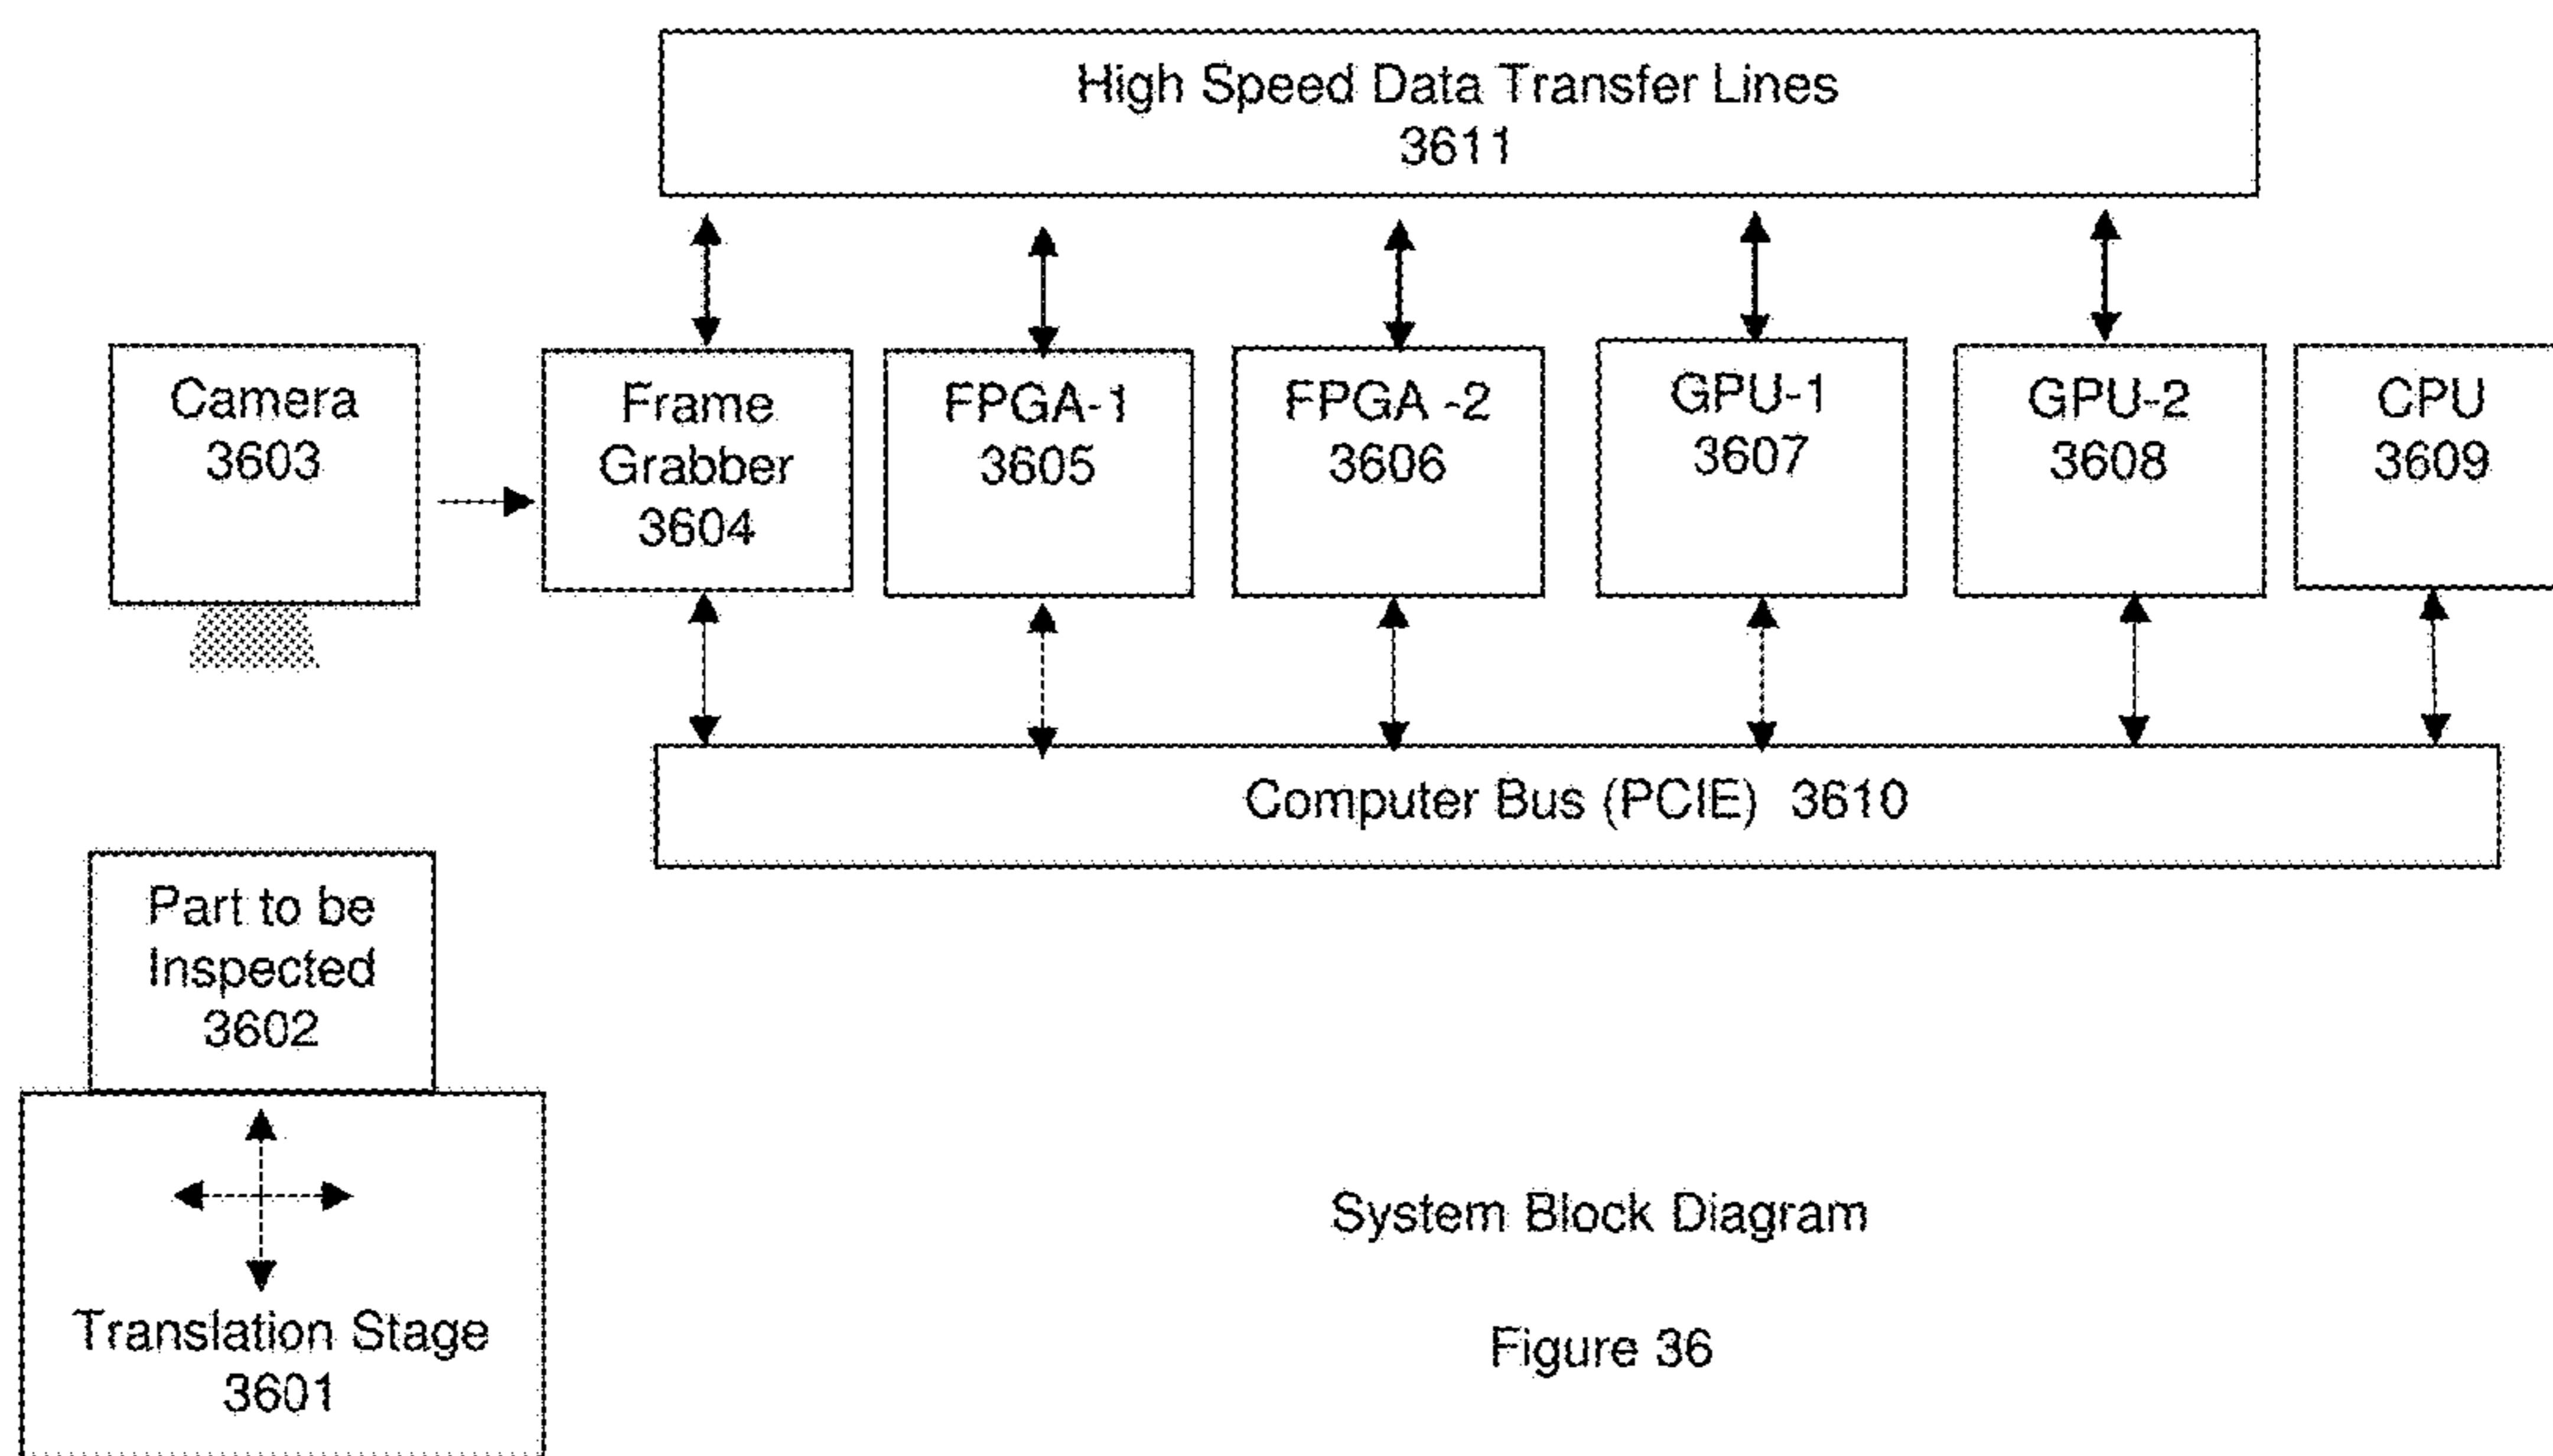 High Speed Data Transfer Lines
3611
Camera
3603
Frame
Grabber
3604
FPGA-1
3605
FPGA -2
3606
GPU-1
3607
GPU-2
3608
CPU
3609
Computer Bus (PCIE) 3610
Part to be
Inspected
3602
Translation Stage
3601
System Block Diagram
Figure 36